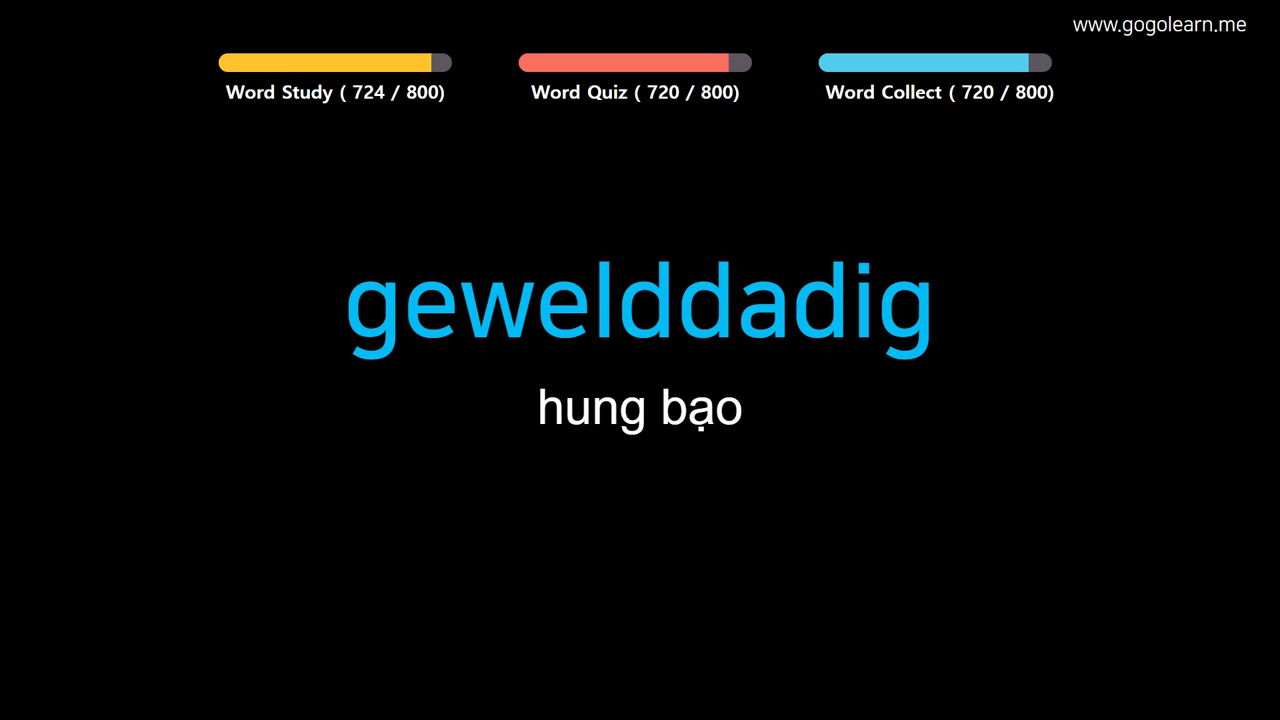 www.gogolearn.me
Word Study ( 724 / 800)
Word Quiz ( 720 / 800)
Word Collect ( 720 / 800)
gewelddadig
hung bạo